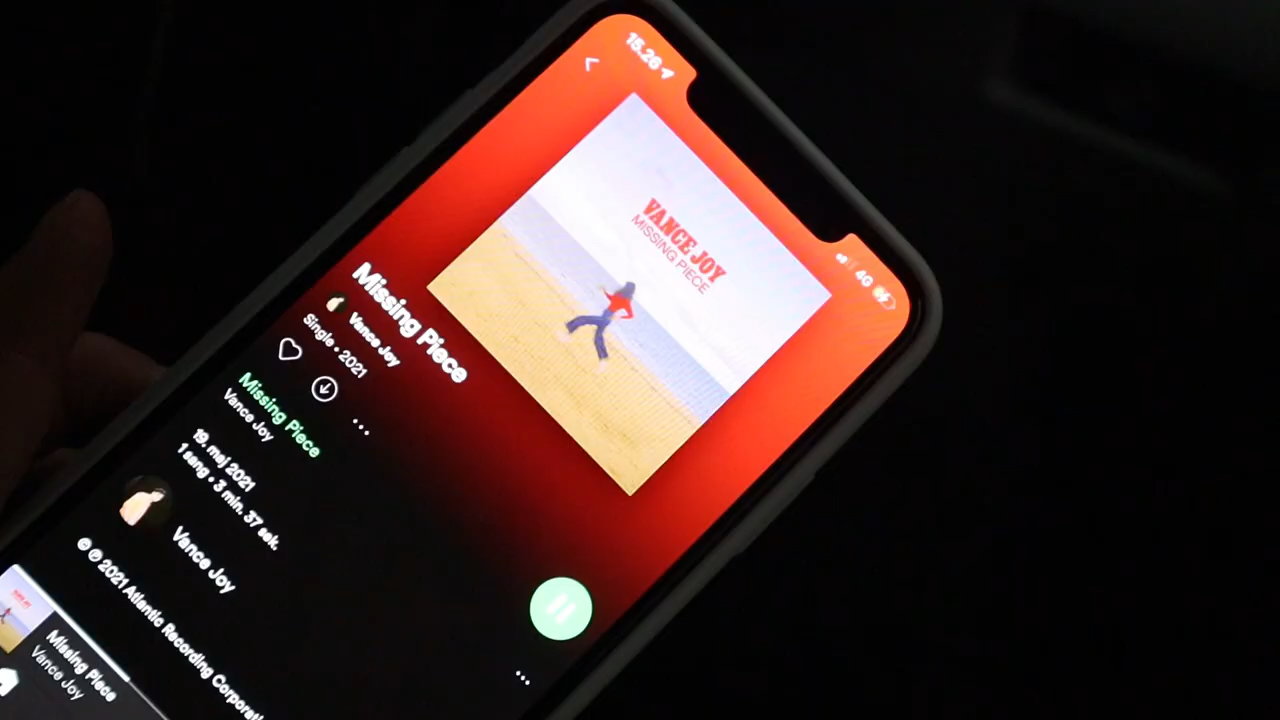 15.26
4G
VANCE JOY
MISSING PIECE
Missing Piece
Vance Joy
Single • 2021
Missing Piece
Vance Joy
19. maj 2021
1 sang • 3 min. 37 sek.
Vance Joy
© ℗ 2021 Atlantic Recording Corporati
Missing Piece
Vance Joy